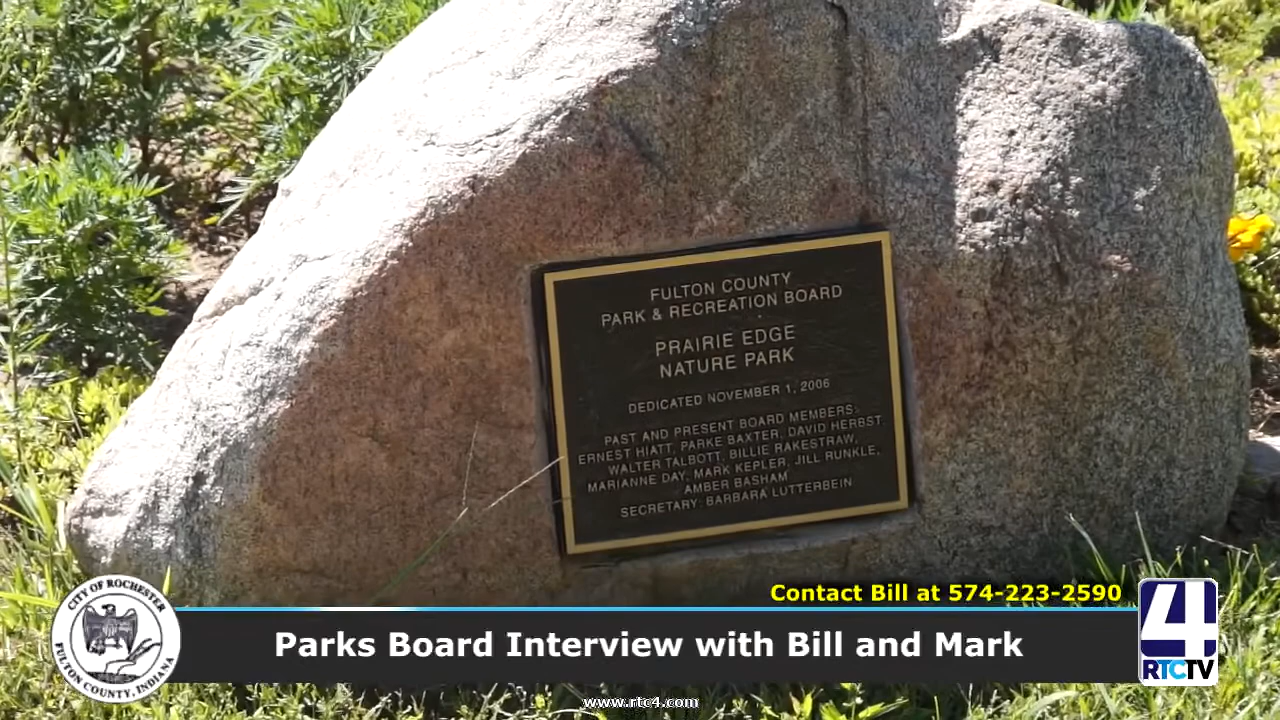 FULTON COUNTY
PARK & RECREATION BOARD
PRAIRIE EDGE
NATURE PARK
DEDICATED NOVEMBER 1, 2006
PAST AND PRESENT BOARD MEMBERS:
ERNEST HIATT, PARKE BAXTER, DAVID HERBST,
WALTER TALBOTT, BILLIE RAKESTRAW,
MARIANNE DAY, MARK KEPLER, JILL RUNKLE,
AMBER BASHAM
SECRETARY: BARBARA LUTTERBEIN
Contact Bill at 574-223-2590
CITY OF ROCHESTER
FULTON COUNTY, INDIANA
Parks Board Interview with Bill and Mark
4
RTCTV
www.rtc4.com